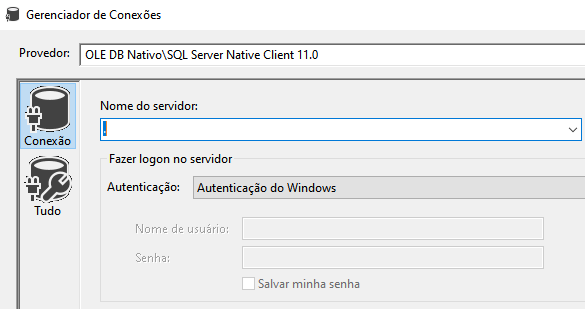 Gerenciador de Conexões
Provedor: OLE DB Nativo\SQL Server Native Client 11.0
Conexão
Tudo
Nome do servidor:
.
Fazer logon no servidor
Autenticação: Autenticação do Windows
Nome de usuário:
Senha:
Salvar minha senha